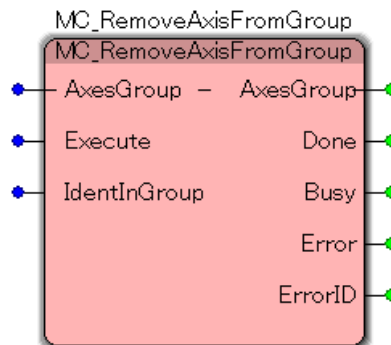 MC_RemoveAxisFromGroup
MC_RemoveAxisFromGroup
AxesGroup – AxesGroup
Execute Done
IdentInGroup Busy
Error
ErrorID